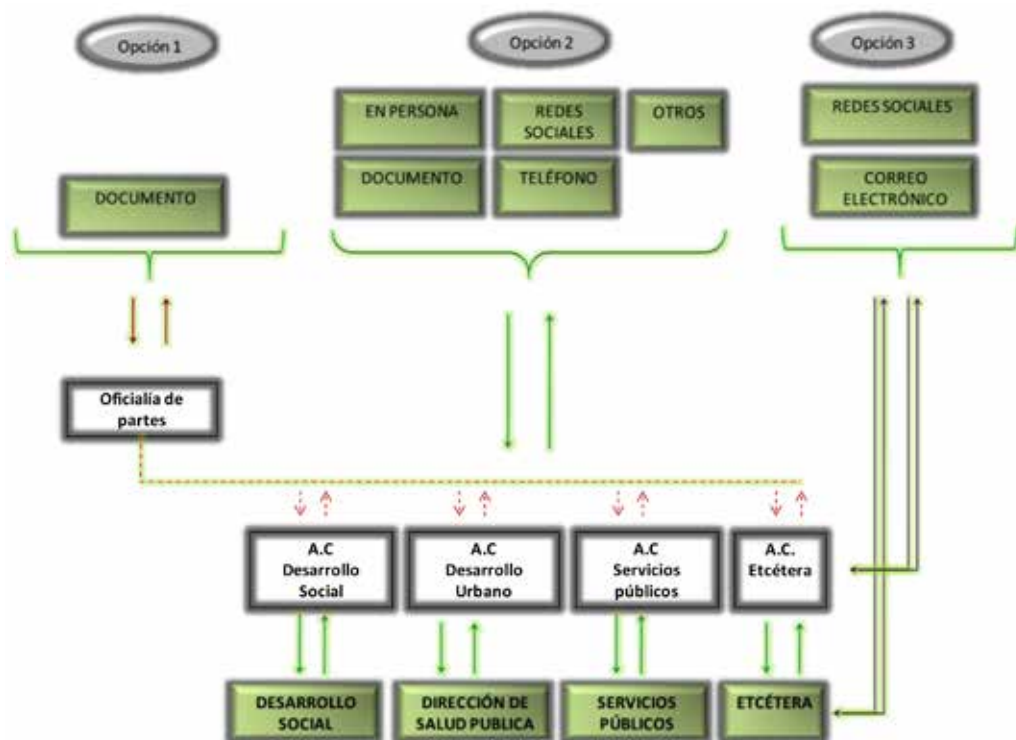 Opción 1
Opción 2
Opción 3
DOCUMENTO
EN PERSONA
REDES
SOCIALES
OTROS
DOCUMENTO
TELÉFONO
REDES SOCIALES
CORREO
ELECTRÓNICO
Oficialía de
partes
A.C
Desarrollo
Social
A.C
Desarrollo
Urbano
A.C
Servicios
públicos
A.C.
Etcétera
DESARROLLO
SOCIAL
DIRECCIÓN DE
SALUD PUBLICA
SERVICIOS
PÚBLICOS
ETCÉTERA